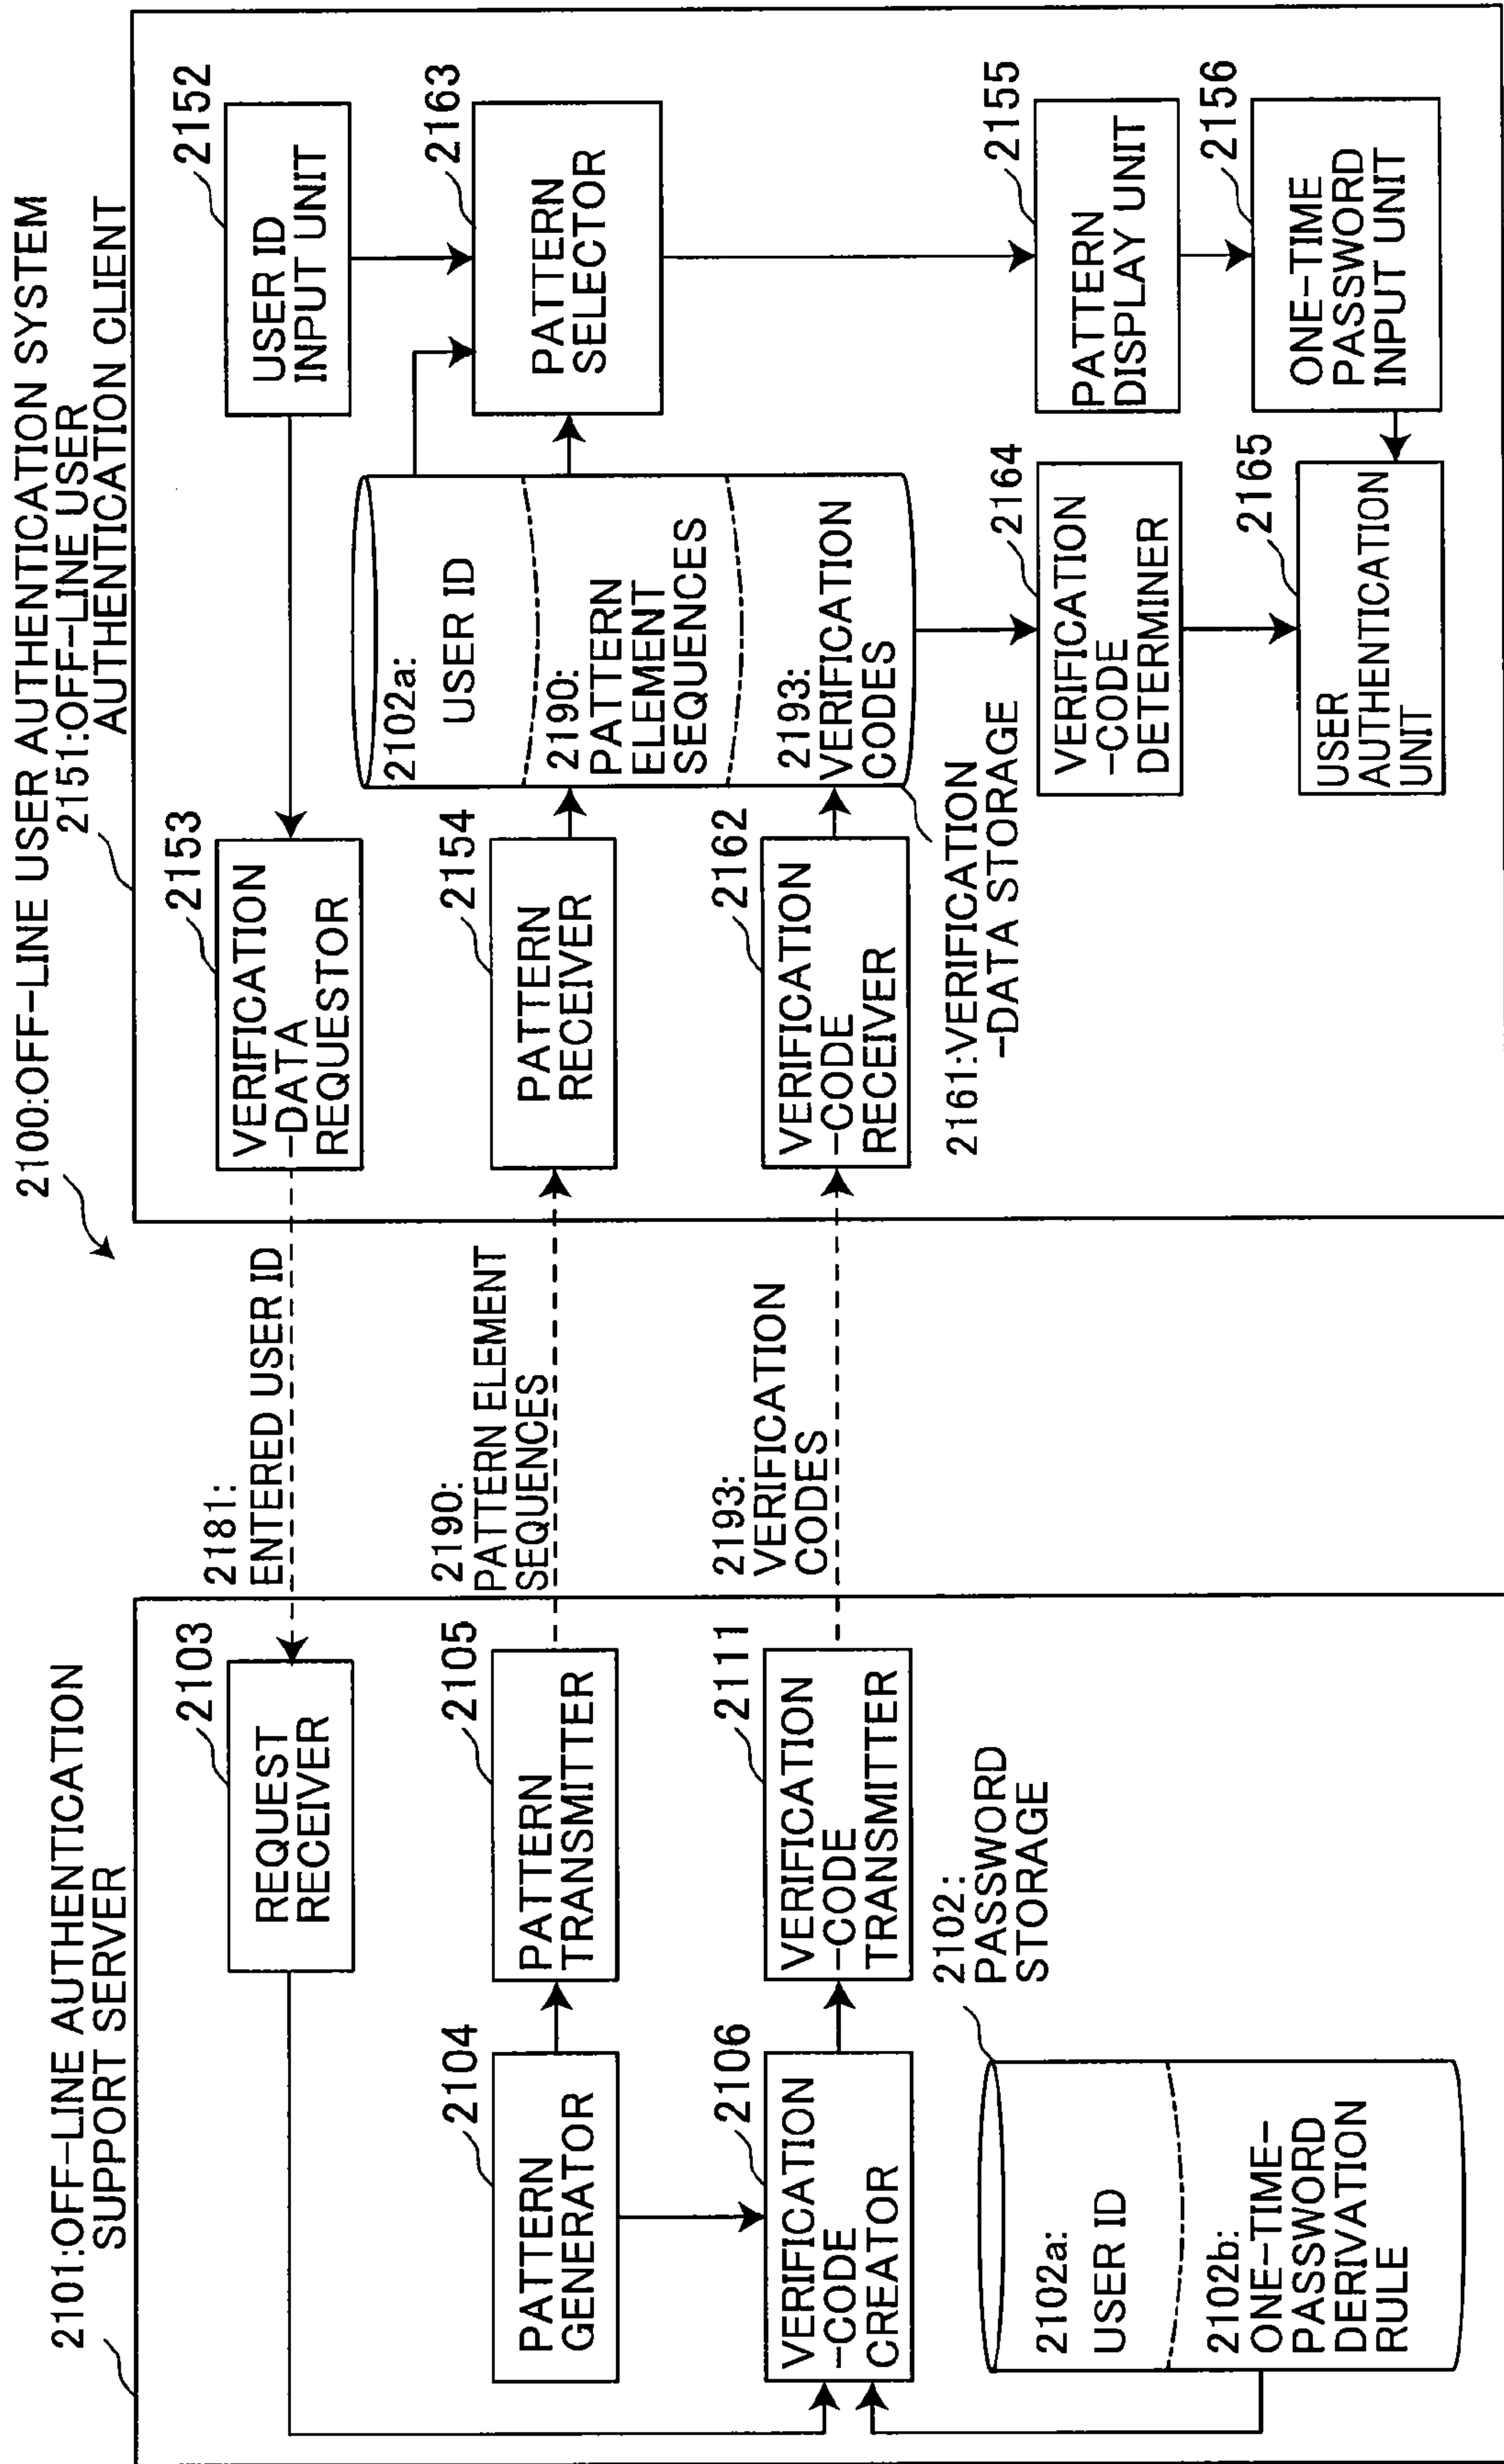 2100:OFF-LINE USER AUTHENTICATION SYSTEM
2101:OFF-LINE AUTHENTICATION
SUPPORT SERVER
2103
REQUEST
RECEIVER
2104
PATTERN
GENERATOR
2105
PATTERN
TRANSMITTER
2106
VERIFICATION
-CODE
CREATOR
2111
VERIFICATION
-CODE
TRANSMITTER
2102:
PASSWORD
STORAGE
2102a:
USER ID
2102b:
ONE-TIME-
PASSWORD
DERIVATION
RULE
2181:
ENTERED USER ID
2190:
PATTERN ELEMENT
SEQUENCES
2193:
VERIFICATION
CODES
2151:OFF-LINE USER
AUTHENTICATION CLIENT
2153
VERIFICATION
-DATA
REQUESTOR
2152
USER ID
INPUT UNIT
2154
PATTERN
RECEIVER
2162
VERIFICATION
-CODE
RECEIVER
2102a:
USER ID
2190:
PATTERN
ELEMENT
SEQUENCES
2193:
VERIFICATION
CODES
2161:VERIFICATION
-DATA STORAGE
2163
PATTERN
SELECTOR
2164
VERIFICATION
-CODE
DETERMINER
2155
PATTERN
DISPLAY UNIT
2165
USER
AUTHENTICATION
UNIT
2156
ONE-TIME
PASSWORD
INPUT UNIT